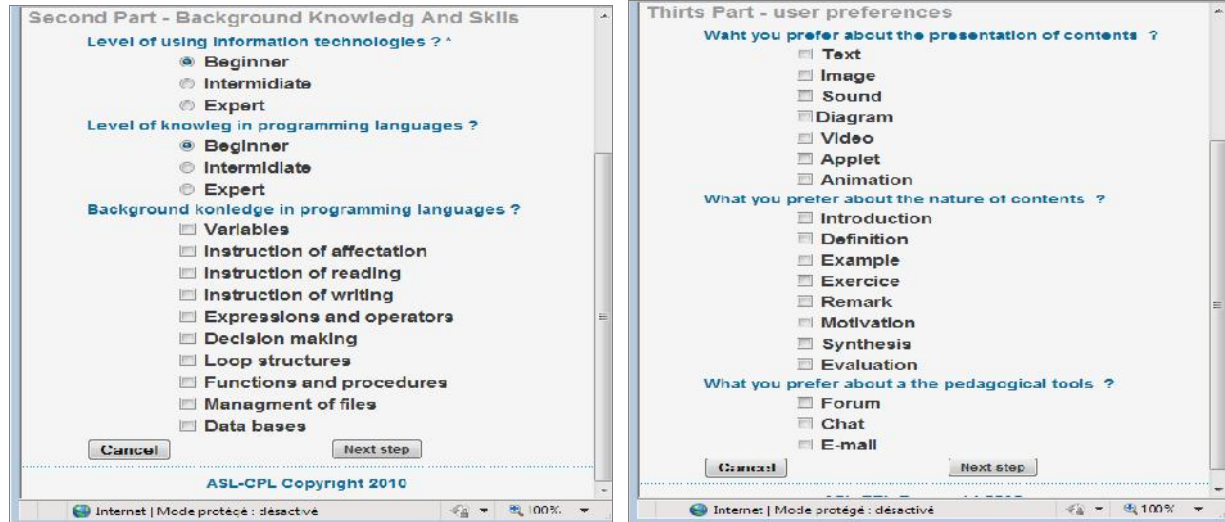 Second Part - Background Knowledg And Sklls
Level of using information technologies ? *
Beginner
Intermidiate
Expert
Level of knowleg in programming languages ?
Beginner
Intermidiate
Expert
Background konledge in programming languages ?
Variables
Instruction of affectation
Instruction of reading
Instruction of writing
Expressions and operators
Decision making
Loop structures
Functions and procedures
Managment of files
Data bases
Cancel Next step
ASL-CPL Copyright 2010
Internet | Mode protégé : désactivé 100%
Thirts Part - user preferences
Waht you prefer about the presentation of contents ?
Text
Image
Sound
Diagram
Video
Applet
Animation
What you prefer about the nature of contents ?
Introduction
Definition
Example
Exercice
Remark
Motivation
Synthesis
Evaluation
What you prefer about a the pedagogical tools ?
Forum
Chat
E-mail
Cancel Next step
Internet | Mode protégé : désactivé 100%